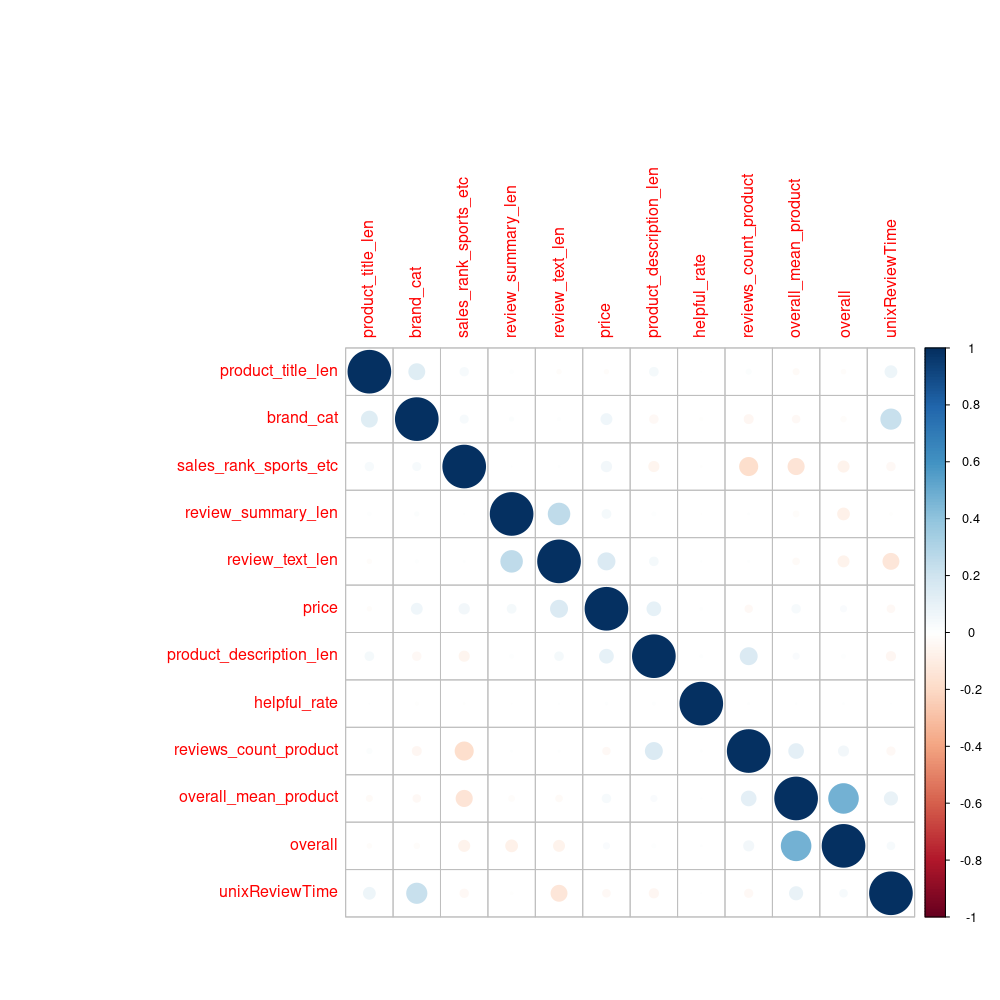 product_title_len
brand_cat
sales_rank_sports_etc
review_summary_len
review_text_len
price
product_description_len
helpful_rate
reviews_count_product
overall_mean_product
overall
unixReviewTime
product_title_len
brand_cat
sales_rank_sports_etc
review_summary_len
review_text_len
price
product_description_len
helpful_rate
reviews_count_product
overall_mean_product
overall
unixReviewTime
1
0.8
0.6
0.4
0.2
0
-0.2
-0.4
-0.6
-0.8
-1